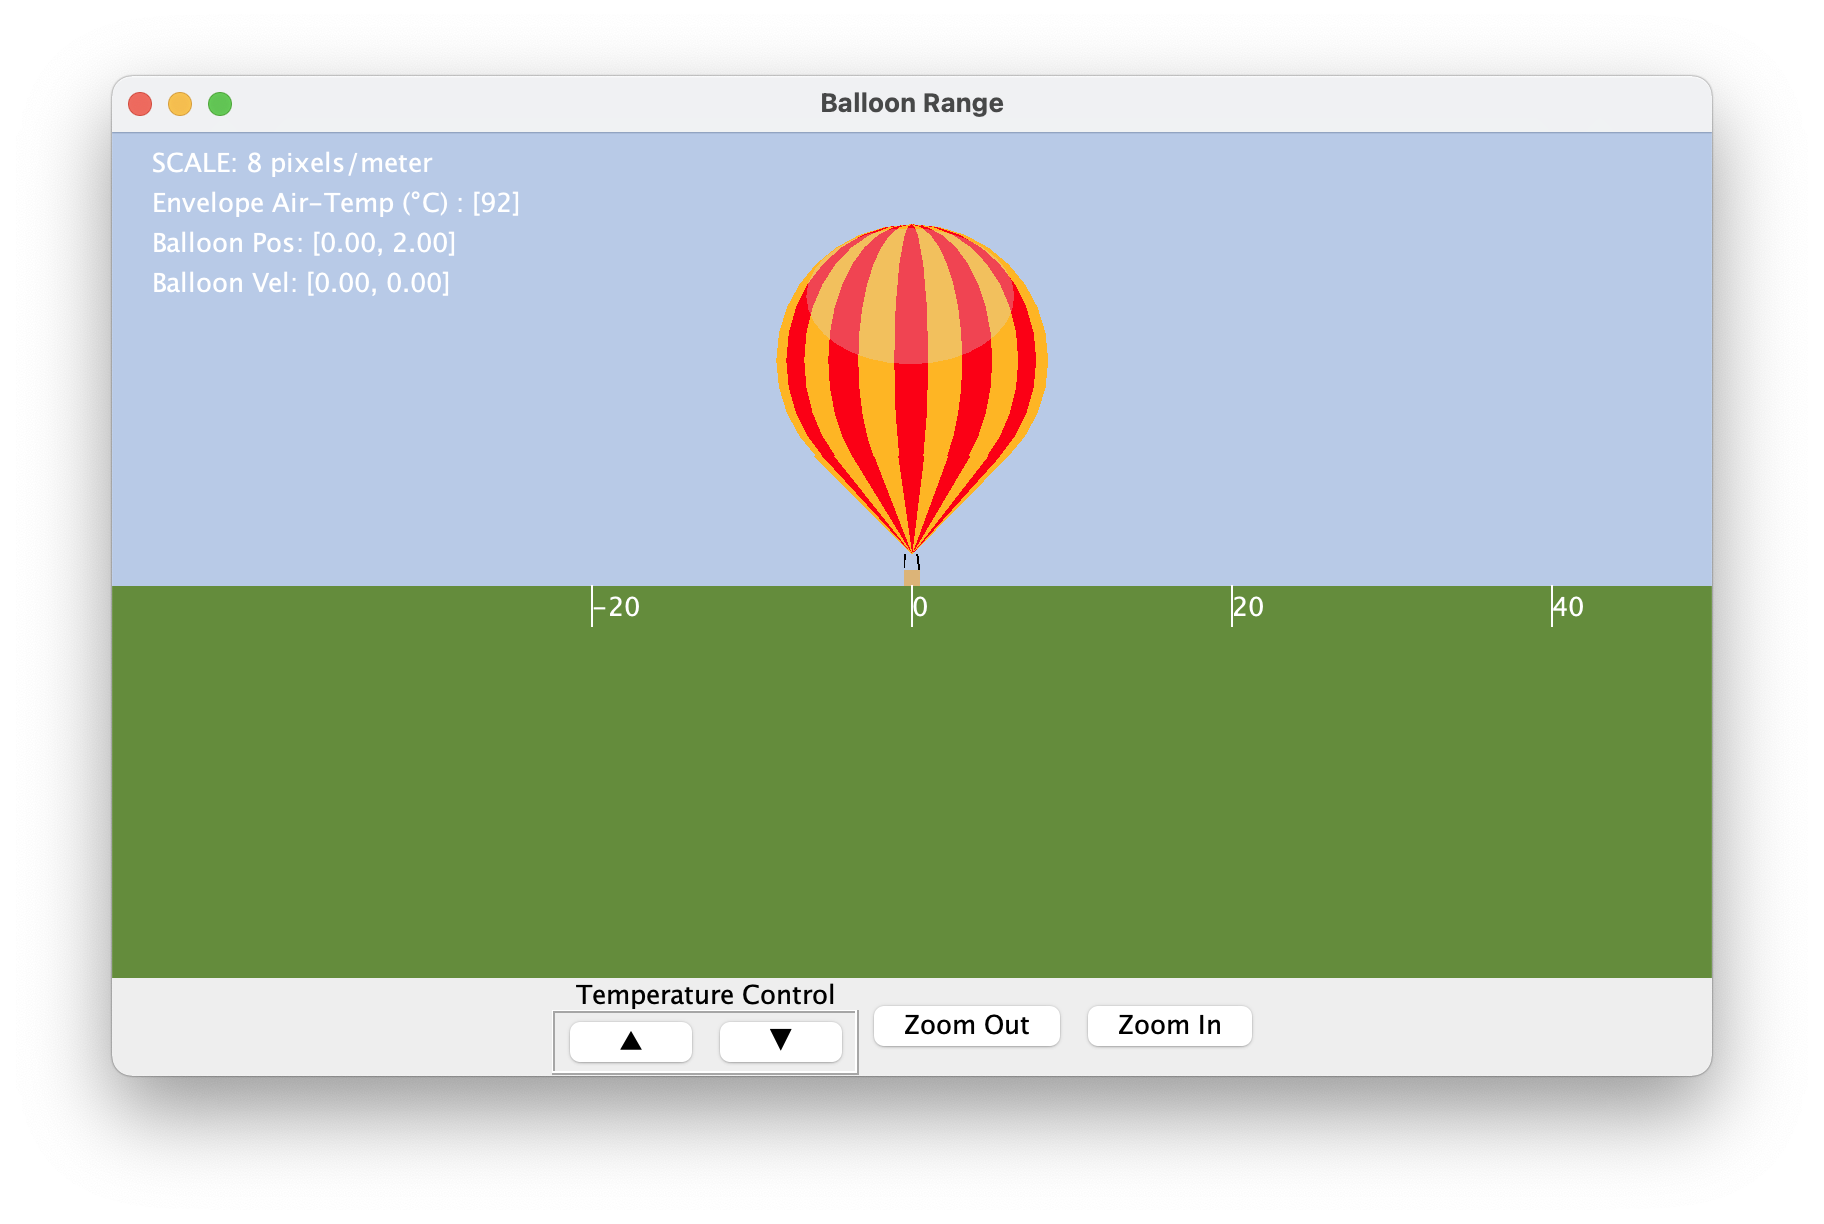 Balloon Range
SCALE: 8 pixels/meter
Envelope Air-Temp (°C) : [92]
Balloon Pos: [0.00, 2.00]
Balloon Vel: [0.00, 0.00]
-20 0 20 40
Temperature Control
▲ ▼ Zoom Out Zoom In